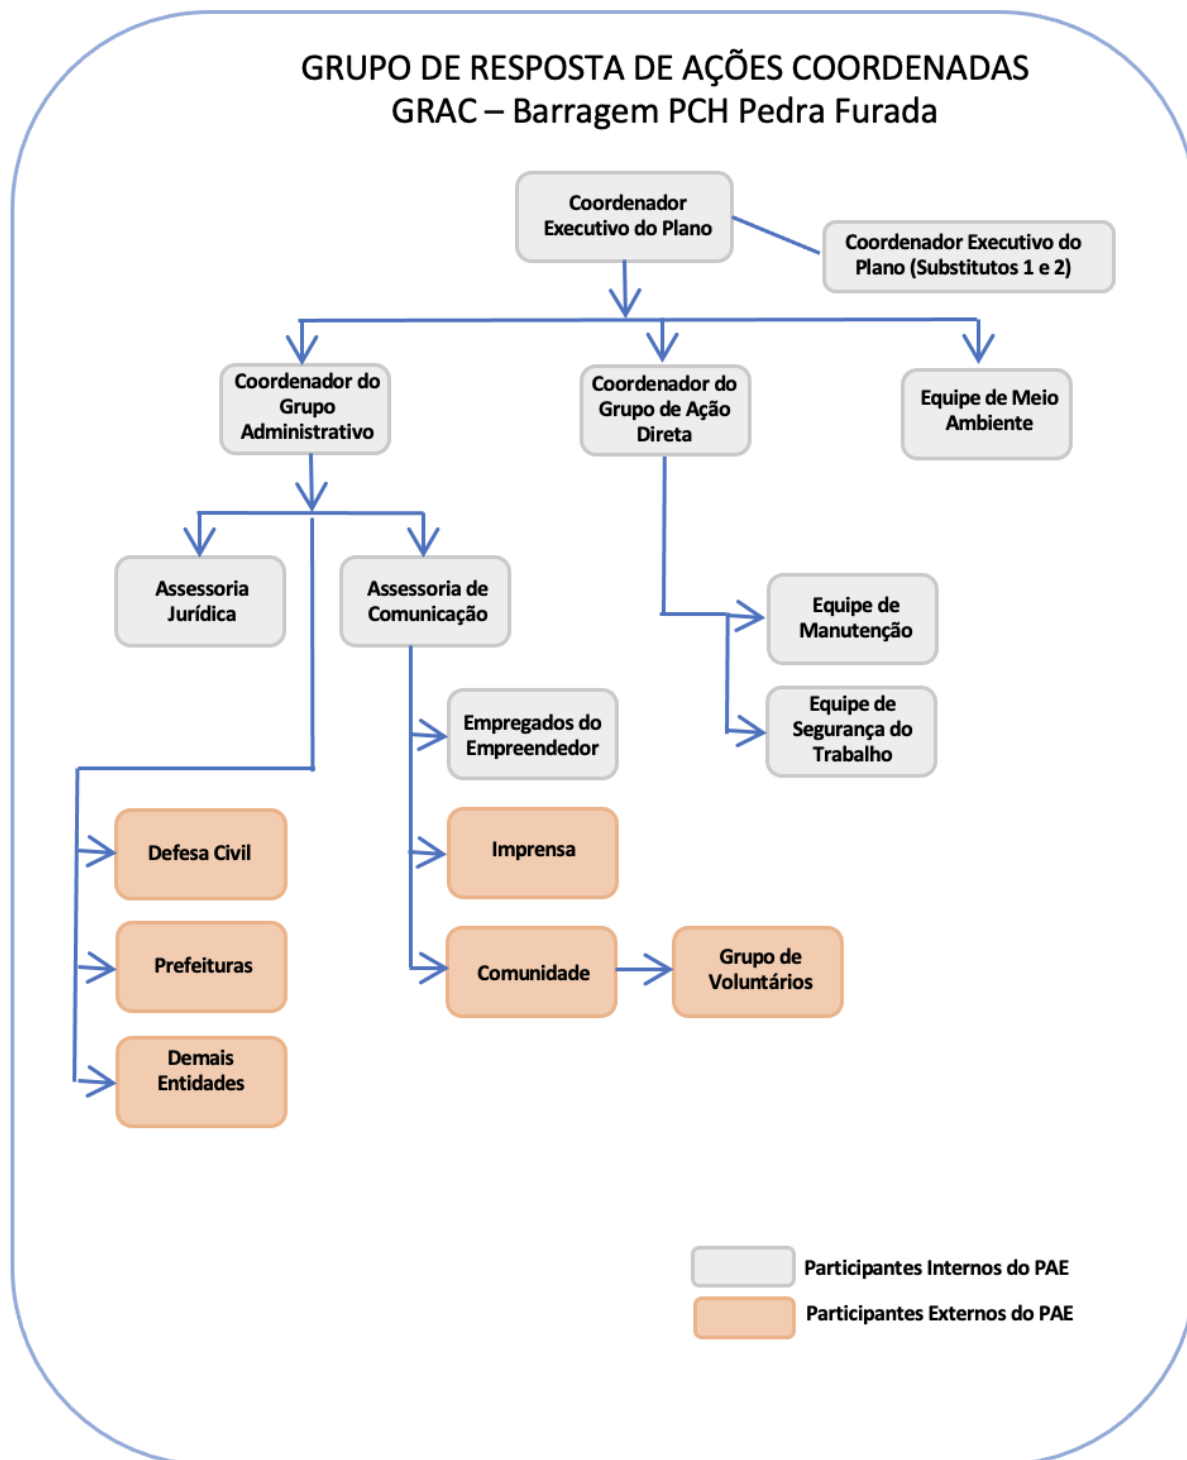 GRUPO DE RESPOSTA DE AÇÕES COORDENADAS
GRAC – Barragem PCH Pedra Furada
Coordenador
Executivo do Plano
Coordenador Executivo do
Plano (Substitutos 1 e 2)
Coordenador do
Grupo
Administrativo
Coordenador do
Grupo de Ação
Direta
Equipe de Meio
Ambiente
Assessoria
Jurídica
Assessoria de
Comunicação
Equipe de
Manutenção
Empregados do
Empreendedor
Equipe de
Segurança do
Trabalho
Defesa Civil
Imprensa
Prefeituras
Comunidade
Grupo de
Voluntários
Demais
Entidades
Participantes Internos do PAE
Participantes Externos do PAE